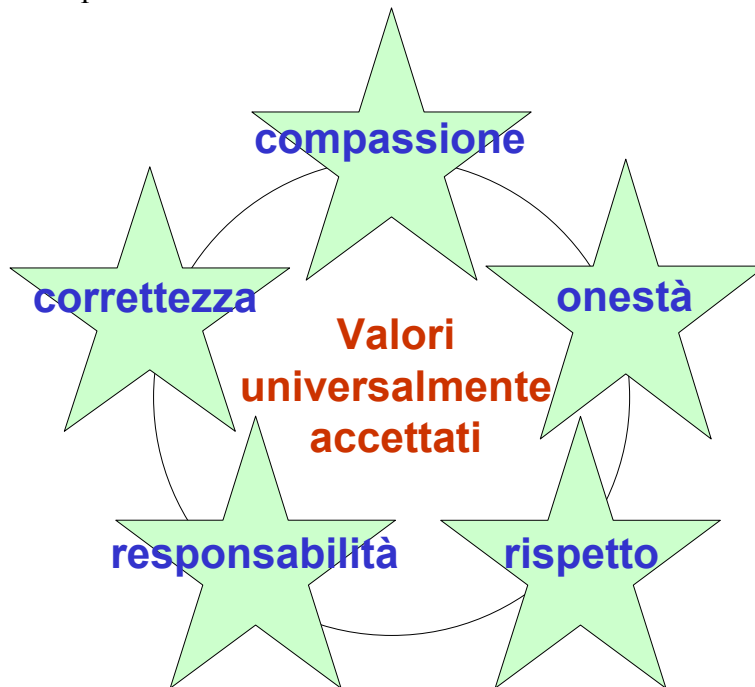 compassione
correttezza
onestà
Valori
universalmente
accettati
responsabilità
rispetto